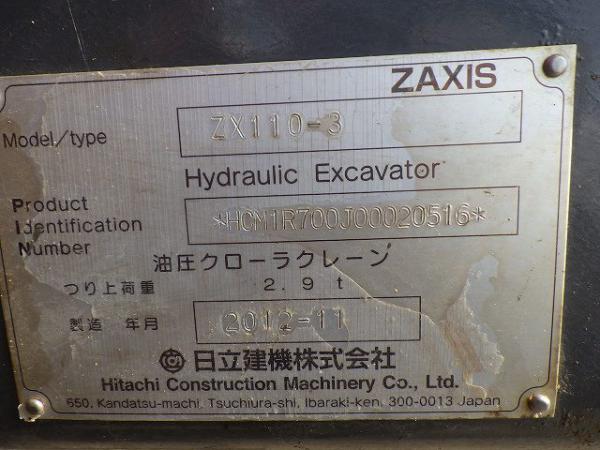 ZAXIS
Model/type ZX110-3
Hydraulic Excavator
Product
Identification
Number
*HCM1R700J00020516*
油圧クローラクレーン
つり上荷重 2.9 t
製造 年月 2012-11
日立建機株式会社
Hitachi Construction Machinery Co., Ltd.
650, Kandatsu-machi, Tsuchiura-shi, Ibaraki-ken, 300-0013 Japan